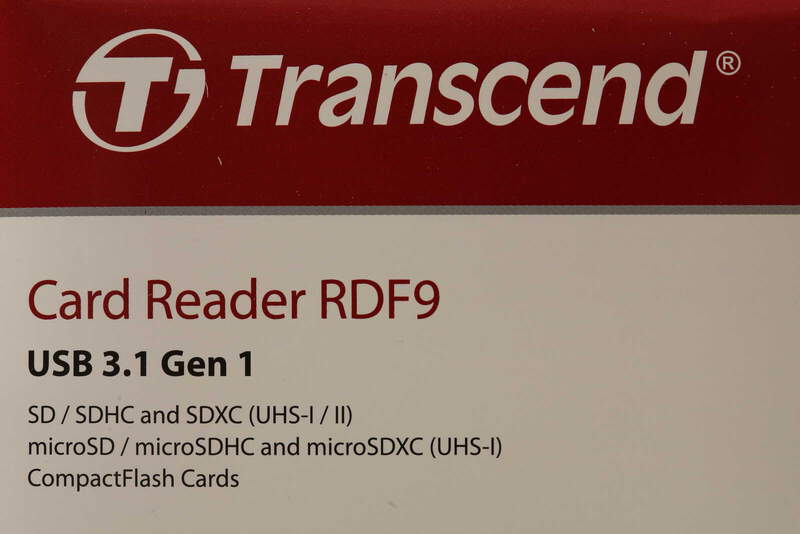 Transcend®
Card Reader RDF9
USB 3.1 Gen 1
SD / SDHC and SDXC (UHS-I / II)
microSD / microSDHC and microSDXC (UHS-I)
CompactFlash Cards